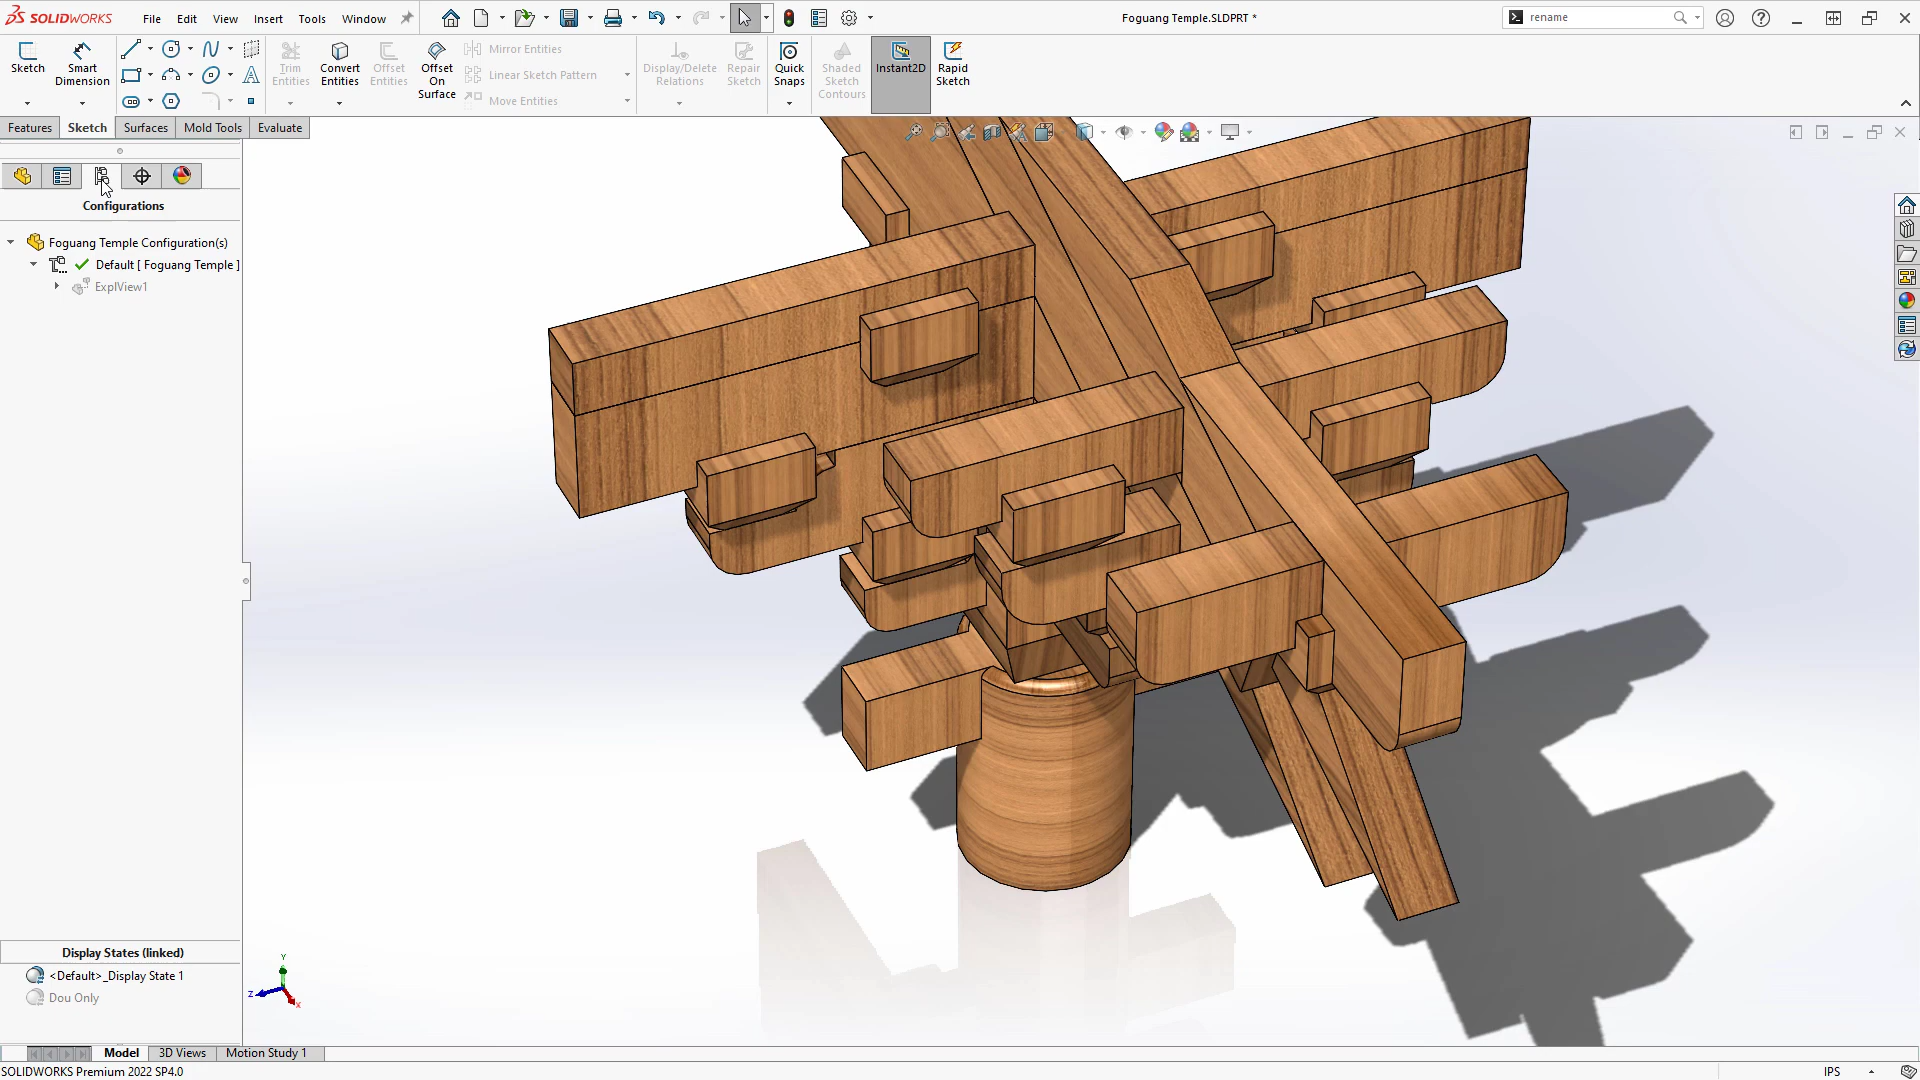 SOLIDWORKS File Edit View Insert Tools Window Foguang Temple.SLDPRT * rename
Sketch Smart Dimension Trim Entities Convert Entities Offset Entities Offset On Surface Mirror Entities Linear Sketch Pattern Move Entities Display/Delete Relations Repair Sketch Quick Snaps Shaded Sketch Contours Instant2D Rapid Sketch
Features Sketch Surfaces Mold Tools Evaluate
Configurations
Foguang Temple Configuration(s)
Default [ Foguang Temple ]
ExplView1
Display States (linked)
<Default>_Display State 1
Dou Only
Y
Z
X
Model 3D Views Motion Study 1
SOLIDWORKS Premium 2022 SP4.0 IPS